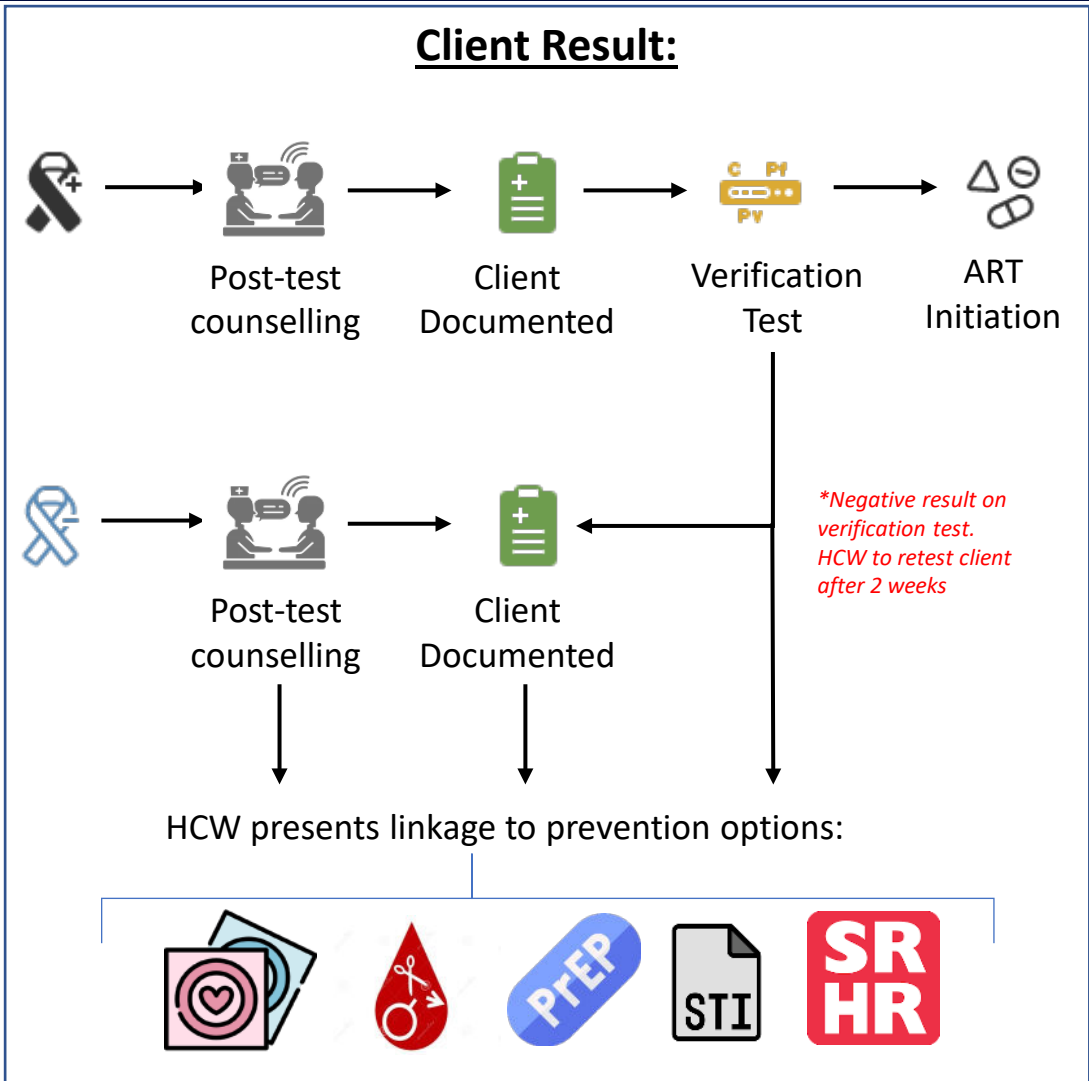 Client Result:
C Pf
Pv
Post-test
counselling
Client
Documented
Verification
Test
ART
Initiation
*Negative result on
verification test.
HCW to retest client
after 2 weeks
Post-test
counselling
Client
Documented
HCW presents linkage to prevention options:
PrEP
STI
SR
HR